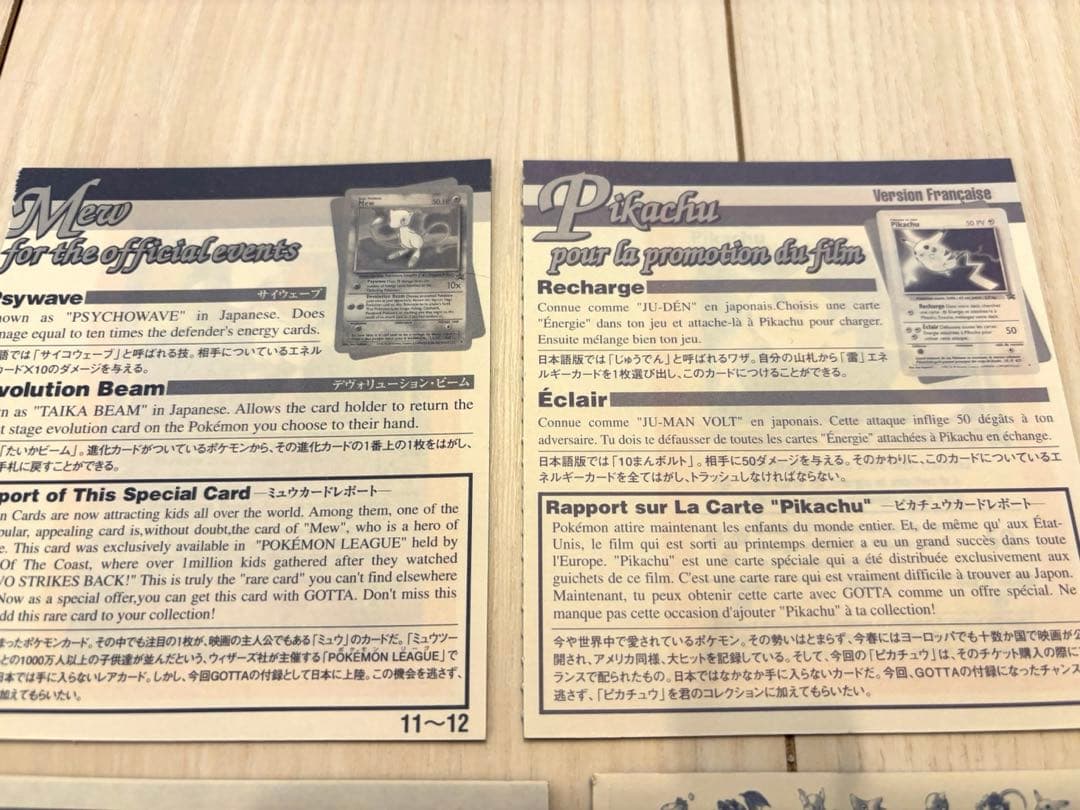 Mew
for the official events
Psywave
サイウェーブ
nown as "PSYCHOWAVE" in Japanese. Does
mage equal to ten times the defender's energy cards.
語では「サイコウェーブ」と呼ばれる技。相手についているエネル
カード×10のダメージを与える。
volution Beam
デヴォリューション・ビーム
n as "TAIKA BEAM" in Japanese. Allows the card holder to return the
t stage evolution card on the Pokémon you choose to their hand.
「たいかビーム」。進化カードがついているポケモンから、その進化カードの1番上の1枚をはがし、
手札に戻すことができる。
port of This Special Card —ミュウカードレポート—
n Cards are now attracting kids all over the world. Among them, one of the
pular, appealing card is,without doubt,the card of "Mew", who is a hero of
e. This card was exclusively available in "POKÉMON LEAGUE" held by
Of The Coast, where over 1million kids gathered after they watched
WO STRIKES BACK!" This is truly the "rare card" you can't find elsewhere
Now as a special offer,you can get this card with GOTTA. Don't miss this
dd this rare card to your collection!
まったポケモンカード。その中でも注目の1枚が、映画の主人公でもある「ミュウ」のカードだ。「ミュウツー
との1000万人以上の子供達が並んだという、ウィザーズ社が主催する「POKÉMON LEAGUE」で
日本では手に入らないレアカード。しかし、今回GOTTAの付録として日本に上陸。この機会を逃さず、
加えてもらいたい。
11〜12
Mew
50 HP
10x
Pikachu
Version Française
pour la promotion du film
Recharge
Connue comme "JU-DÉN" en japonais.Choisis une carte
"Énergie" dans ton jeu et attache-là à Pikachu pour charger.
Ensuite mélange bien ton jeu.
日本語版では「じゅうでん」と呼ばれるワザ。自分の山札から「雷」エネ
ルギーカードを1枚選び出し、このカードにつけることができる。
Éclair
Connue comme "JU-MAN VOLT" en japonais. Cette attaque inflige 50 dégâts à ton
adversaire. Tu dois te défausser de toutes les cartes "Énergie" attachées à Pikachu en échange.
日本語版では「10まんボルト」。相手に50ダメージを与える。そのかわりに、このカードについているエ
ネルギーカードを全てはがし、トラッシュしなければならない。
Rapport sur La Carte "Pikachu" —ピカチュウカードレポート—
Pokémon attire maintenant les enfants du monde entier. Et, de même qu' aux État-
Unis, le film qui est sorti au printemps dernier a eu un grand succès dans toute
l'Europe. "Pikachu" est une carte spéciale qui a été distribuée exclusivement aux
guichets de ce film. C'est une carte rare qui est vraiment difficile à trouver au Japon.
Maintenant, tu peux obtenir cette carte avec GOTTA comme un offre spécial. Ne
manque pas cette occasion d'ajouter "Pikachu" à ta collection!
今や世界中で愛されているポケモン。その勢いはとまらず、今春にはヨーロッパでも十数か国で映画が公
開され、アメリカ同様、大ヒットを記録している。そして、今回の「ピカチュウ」は、そのチケット購入の際に
ランスで配られたもの。日本ではなかなか手に入らないカードだ。今回、GOTTAの付録になったチャンス
逃さず、「ピカチュウ」を君のコレクションに加えてもらいたい。
Pikachu
50 PV
Recharge
Éclair
50